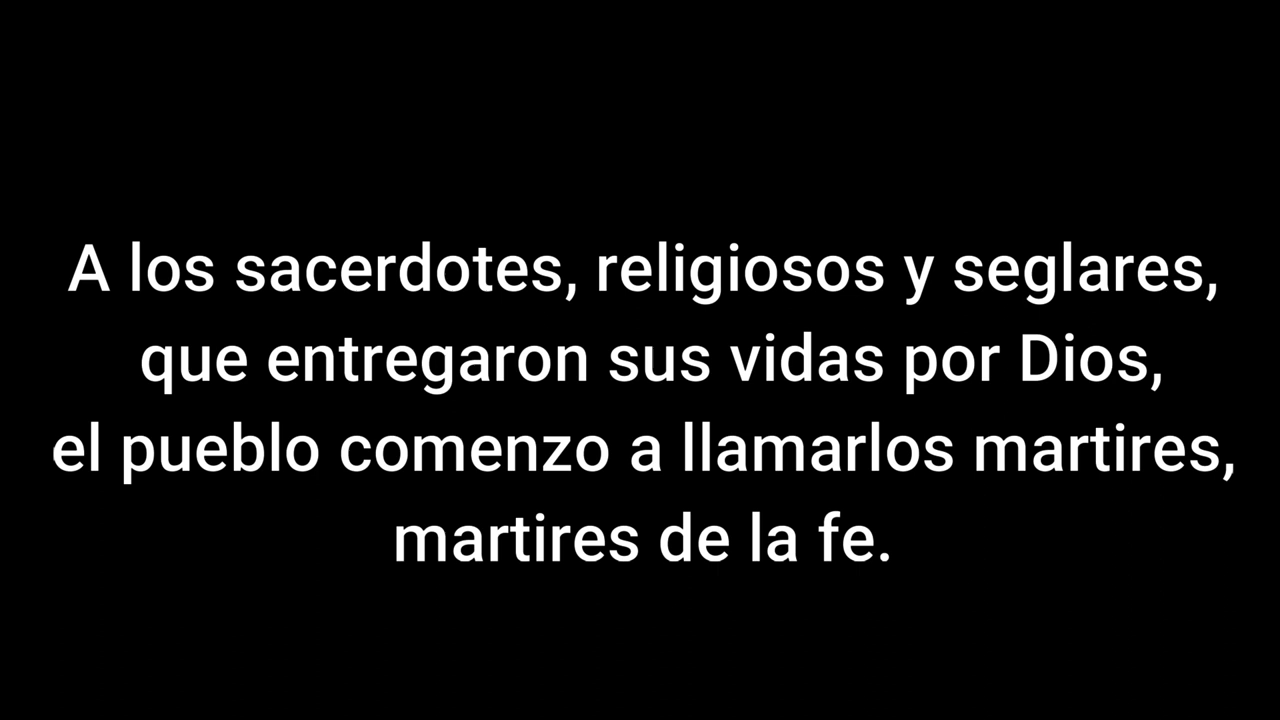 A los sacerdotes, religiosos y seglares,
que entregaron sus vidas por Dios,
el pueblo comenzo a llamarlos martires,
martires de la fe.